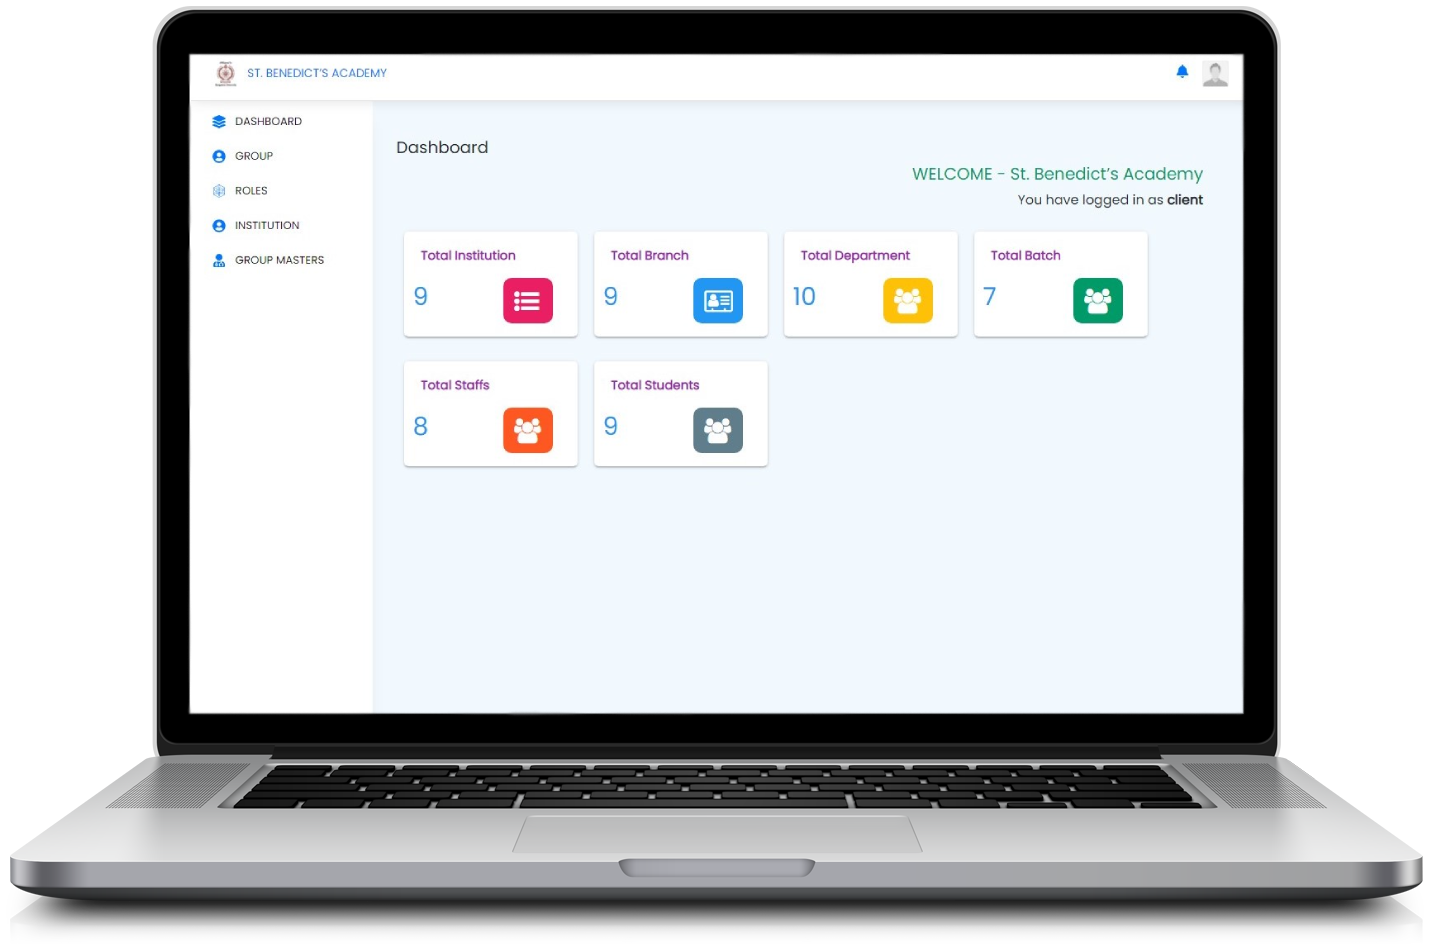 ST. BENEDICT'S ACADEMY
DASHBOARD
GROUP
ROLES
INSTITUTION
GROUP MASTERS
Dashboard
WELCOME - St. Benedict's Academy
You have logged in as client
Total Institution
9
Total Branch
9
Total Department
10
Total Batch
7
Total Staffs
8
Total Students
9